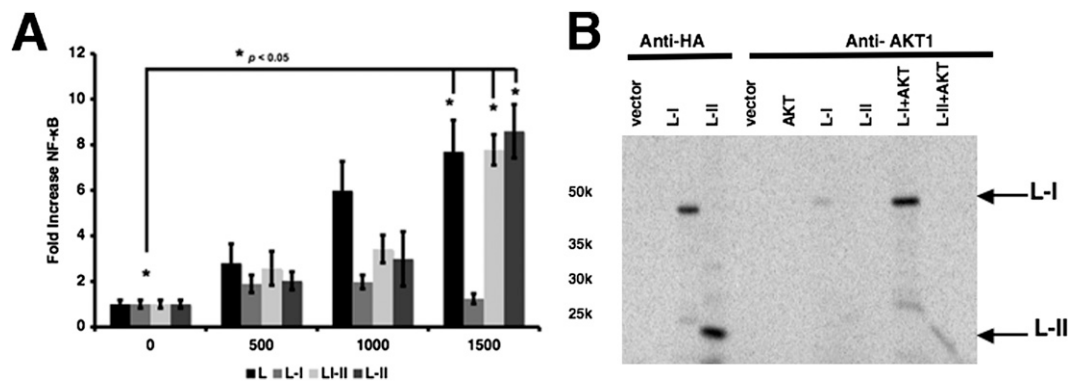 A
* p < 0.05
Fold Increase NF-κB
12
10
8
6
4
2
0
*
*
*
*
0 500 1000 1500
L L-I LI-II L-II
B
Anti-HA Anti- AKT1
vector L-I L-II vector AKT L-I L-II L-I+AKT L-II+AKT
50k
35k
30k
25k
L-I
L-II